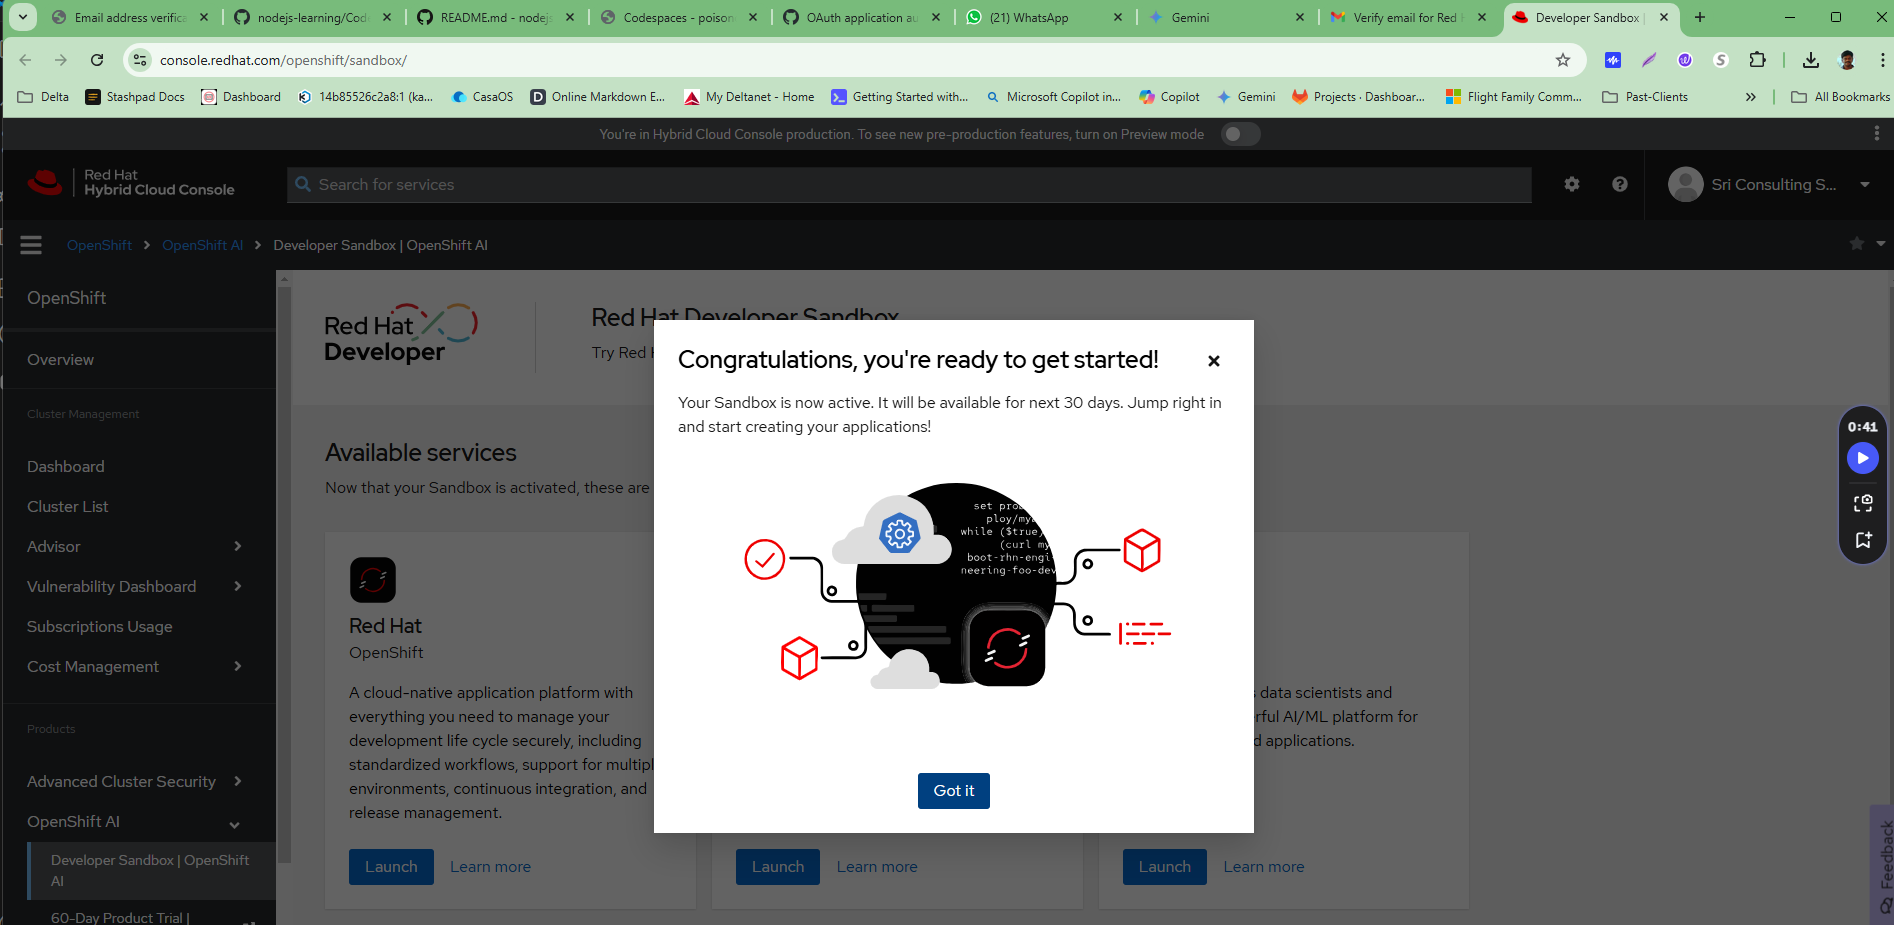 Email address verifica
nodejs-learning/Cod
README.md - nodejs
Codespaces - poison
OAuth application au
(21) WhatsApp
Gemini
Verify email for Red H
Developer Sandbox |
console.redhat.com/openshift/sandbox/
Delta
Stashpad Docs
Dashboard
14b85526c2a8:1 (ka...
CasaOS
Online Markdown E...
My Deltanet - Home
Getting Started with...
Microsoft Copilot in...
Copilot
Gemini
Projects · Dashboar...
Flight Family Comm...
Past-Clients
All Bookmarks
You're in Hybrid Cloud Console production. To see new pre-production features, turn on Preview mode
Red Hat
Hybrid Cloud Console
Search for services
Sri Consulting S...
OpenShift > OpenShift AI > Developer Sandbox | OpenShift AI
OpenShift
Overview
Cluster Management
Dashboard
Cluster List
Advisor
Vulnerability Dashboard
Subscriptions Usage
Cost Management
Products
Advanced Cluster Security
OpenShift AI
Developer Sandbox | OpenShift
AI
60-Day Product Trial |
Red Hat
Developer
Red Hat Developer Sandbox
Try Red H
Available services
Now that your Sandbox is activated, these are
Red Hat
OpenShift
A cloud-native application platform with
everything you need to manage your
development life cycle securely, including
standardized workflows, support for multipl
environments, continuous integration, and
release management.
Launch
Learn more
Launch
Learn more
s data scientists and
rful AI/ML platform for
d applications.
Launch
Learn more
Congratulations, you're ready to get started!
Your Sandbox is now active. It will be available for next 30 days. Jump right in
and start creating your applications!
set prod
ploy/mya
while ($true)
(curl my
boot-rhn-engi
neering-foo-dev
Got it
0:41
Feedback